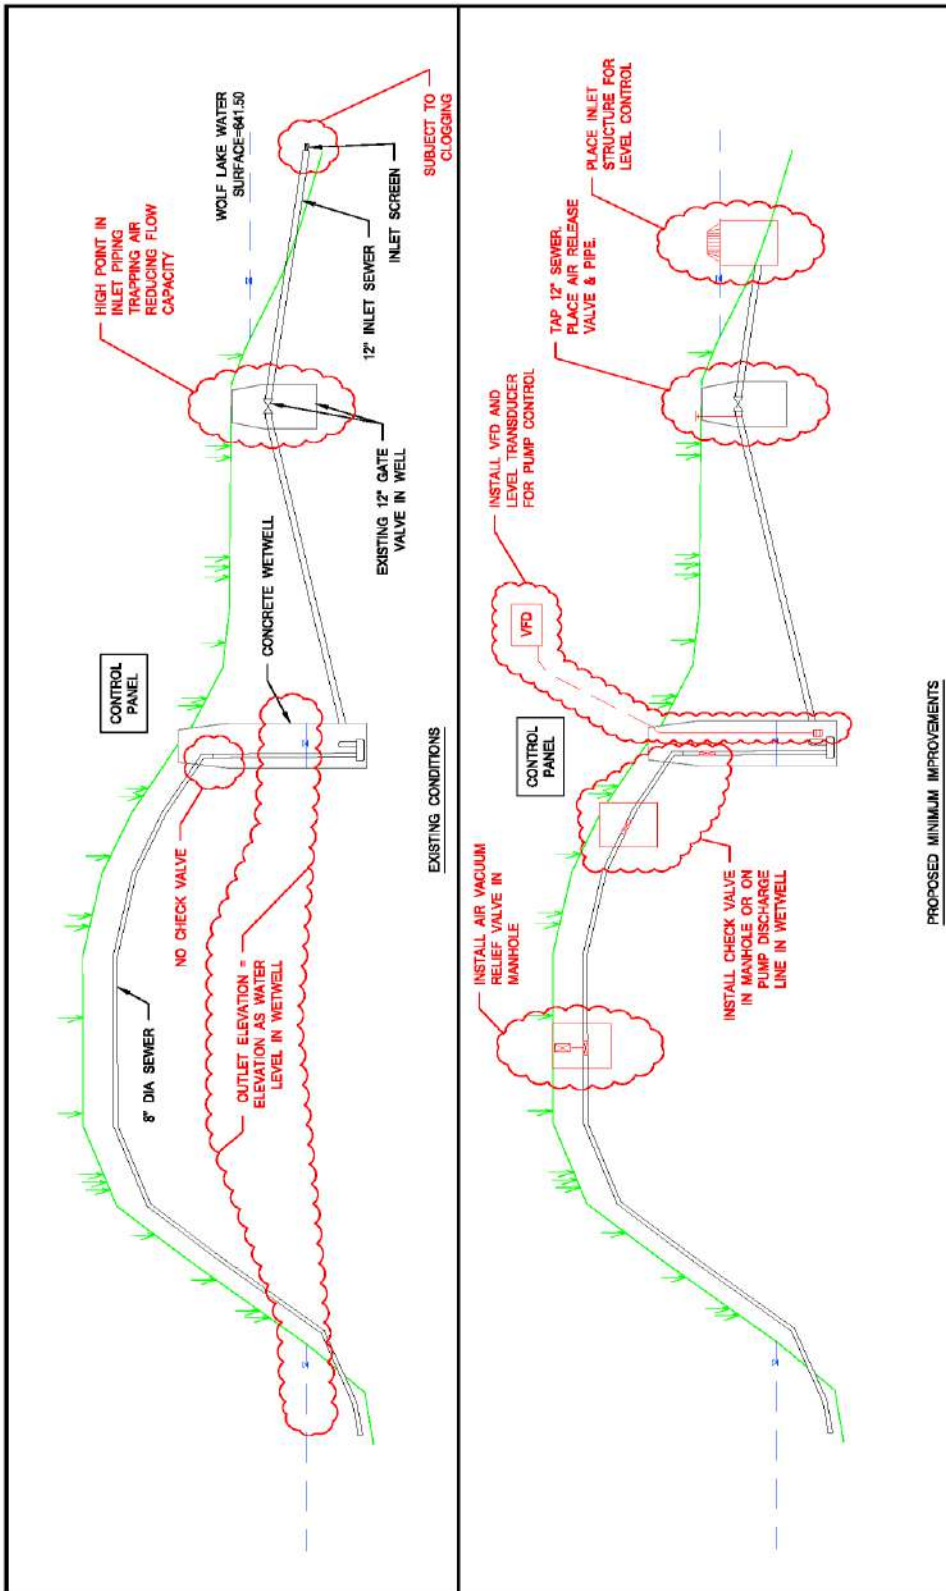 HIGH POINT IN
INLET PIPING
TRAPPING AIR
REDUCING FLOW
CAPACITY
WOLF LAKE WATER
SURFACE=641.50
SUBJECT TO
CLOGGING
INLET SCREEN
12" INLET SEWER
EXISTING 12" GATE
VALVE IN WELL
CONCRETE WETWELL
CONTROL
PANEL
NO CHECK VALVE
8" DIA SEWER
OUTLET ELEVATION =
ELEVATION AS WATER
LEVEL IN WETWELL
EXISTING CONDITIONS
PLACE INLET
STRUCTURE FOR
LEVEL CONTROL
TAP 12" SEWER.
PLACE AIR RELEASE
VALVE & PIPE.
INSTALL VFD AND
LEVEL TRANSDUCER
FOR PUMP CONTROL
VFD
CONTROL
PANEL
INSTALL AIR VACUUM
RELIEF VALVE IN
MANHOLE
INSTALL CHECK VALVE
IN MANHOLE OR ON
PUMP DISCHARGE
LINE IN WETWELL
PROPOSED MINIMUM IMPROVEMENTS